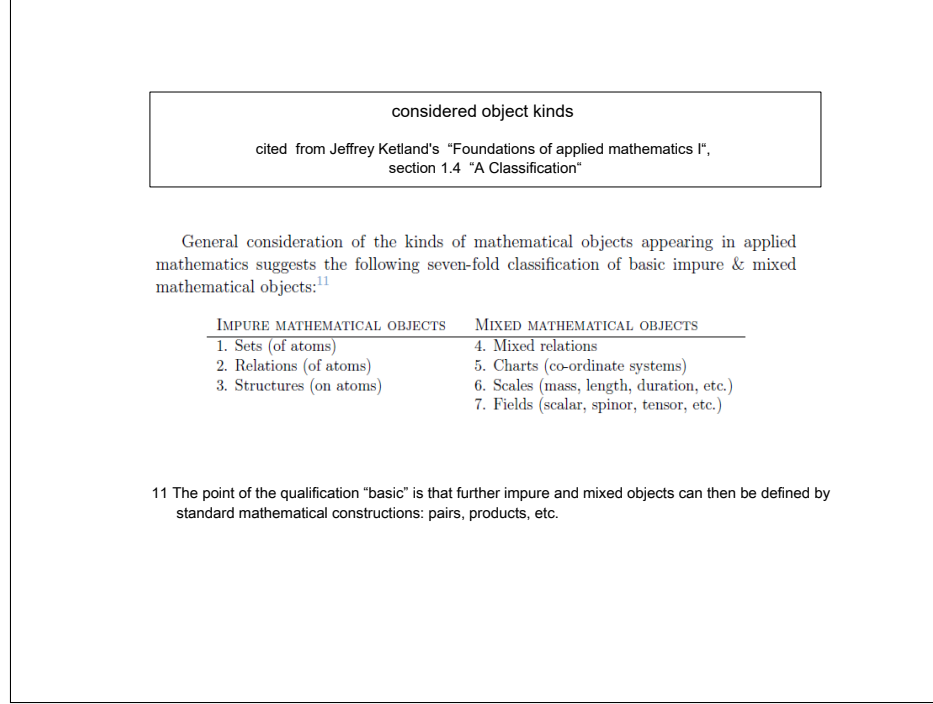 considered object kinds
cited from Jeffrey Ketland's “Foundations of applied mathematics I“,
section 1.4 “A Classification“
General consideration of the kinds of mathematical objects appearing in applied
mathematics suggests the following seven-fold classification of basic impure & mixed
mathematical objects:11
IMPURE MATHEMATICAL OBJECTS MIXED MATHEMATICAL OBJECTS
1. Sets (of atoms) 4. Mixed relations
2. Relations (of atoms) 5. Charts (co-ordinate systems)
3. Structures (on atoms) 6. Scales (mass, length, duration, etc.)
7. Fields (scalar, spinor, tensor, etc.)
11 The point of the qualification “basic” is that further impure and mixed objects can then be defined by
standard mathematical constructions: pairs, products, etc.